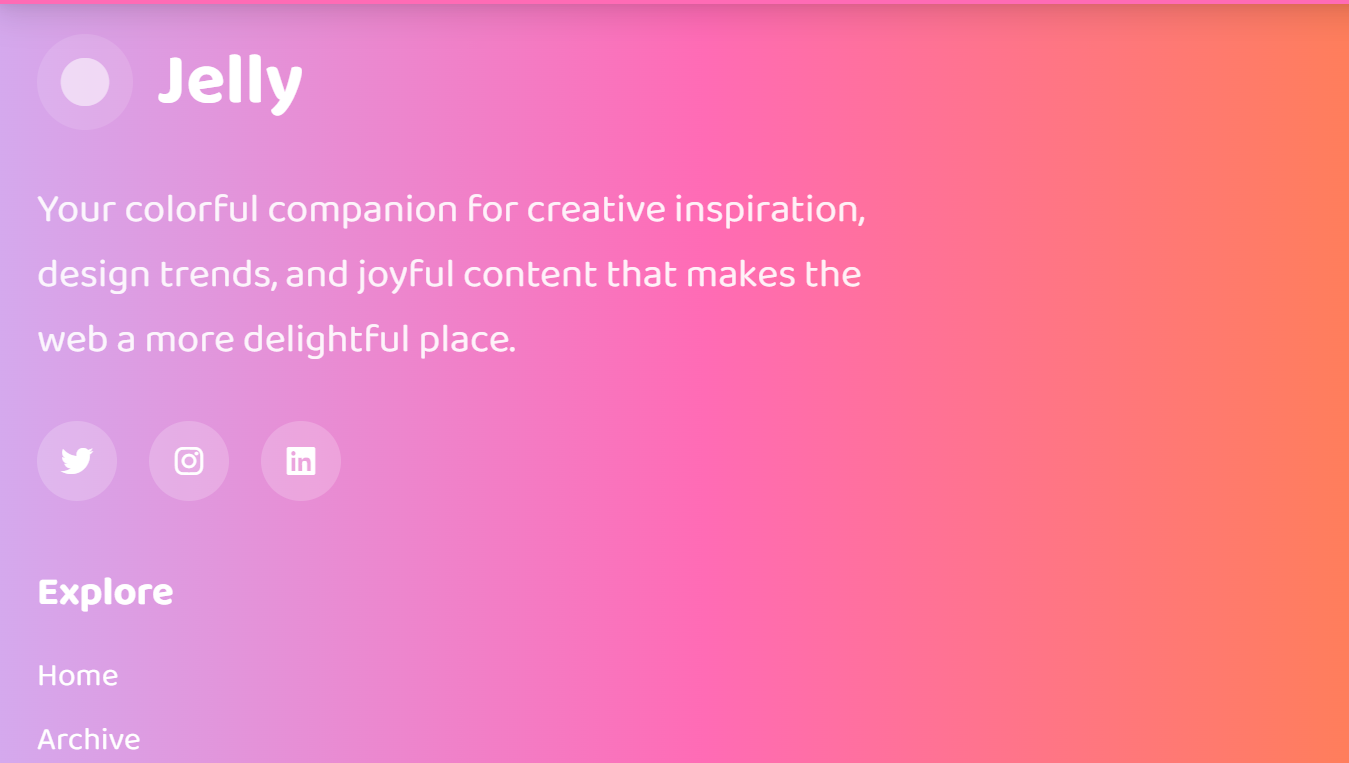 Jelly
Your colorful companion for creative inspiration,
design trends, and joyful content that makes the
web a more delightful place.
Explore
Home
Archive